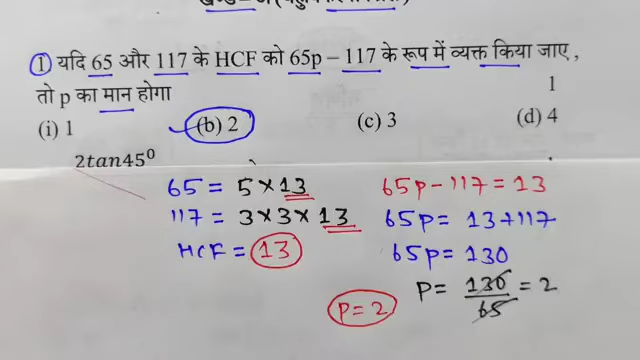 ① यदि 65 और 117 के HCF को 65p – 117 के रूप में व्यक्त किया जाए,
तो p का मान होगा 1
(i) 1 (b) 2 (c) 3 (d) 4
2tan45⁰
65 = 5 × 13
117 = 3 × 3 × 13
HCF = 13
65p – 117 = 13
65p = 13 + 117
65p = 130
p = 130/65 = 2
p = 2